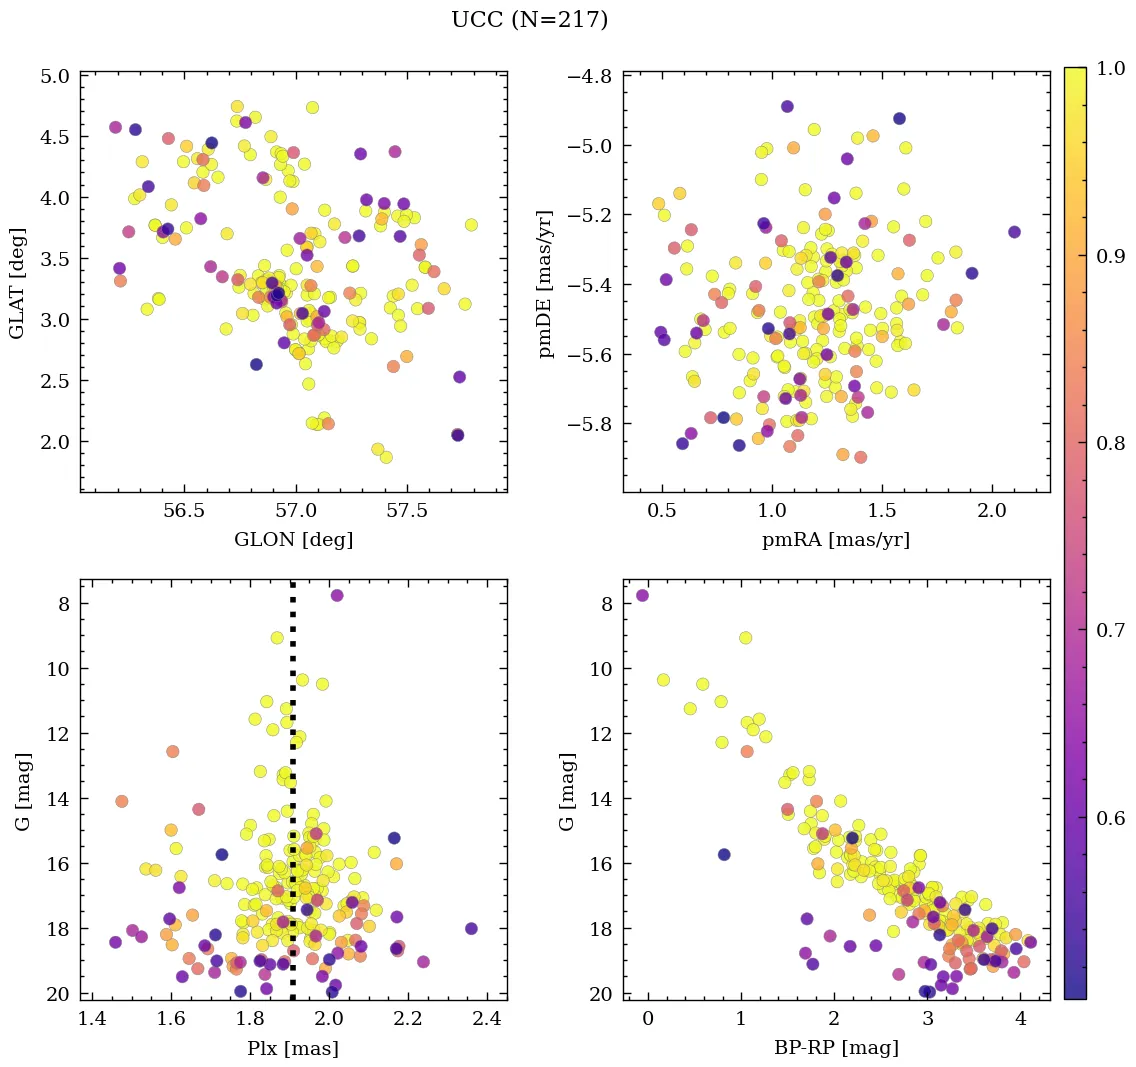 UCC (N=217)
5.0
4.5
4.0
3.5
3.0
2.5
2.0
GLAT [deg]
56.5 57.0 57.5
GLON [deg]
−4.8
−5.0
−5.2
−5.4
−5.6
−5.8
pmDE [mas/yr]
0.5 1.0 1.5 2.0
pmRA [mas/yr]
8
10
12
14
16
18
20
G [mag]
1.4 1.6 1.8 2.0 2.2 2.4
Plx [mas]
8
10
12
14
16
18
20
G [mag]
0 1 2 3 4
BP-RP [mag]
1.0
0.9
0.8
0.7
0.6